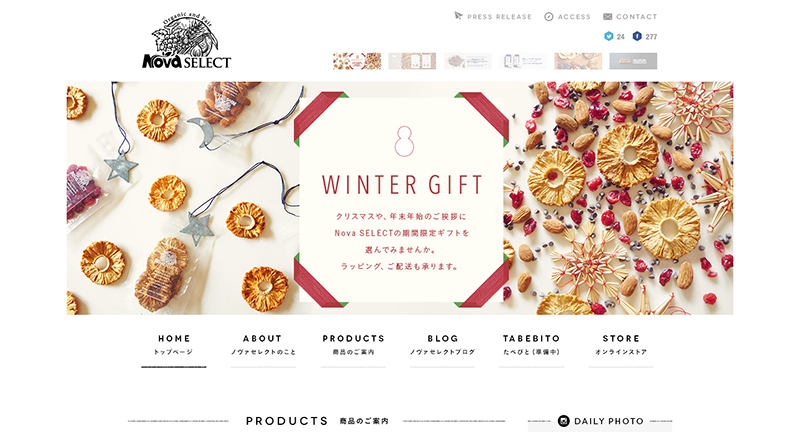 Organic and Fair
Nova SELECT
PRESS RELEASE
ACCESS
CONTACT
24
277
WINTER GIFT
クリスマスや、年末年始のご挨拶に
Nova SELECTの期間限定ギフトを
選んでみませんか。
ラッピング、ご配送も承ります。
HOME
トップページ
ABOUT
ノヴァセレクトのこと
PRODUCTS
商品のご案内
BLOG
ノヴァセレクトブログ
TABEBITO
たべびと(準備中)
STORE
オンラインストア
PRODUCTS 商品のご案内
DAILY PHOTO